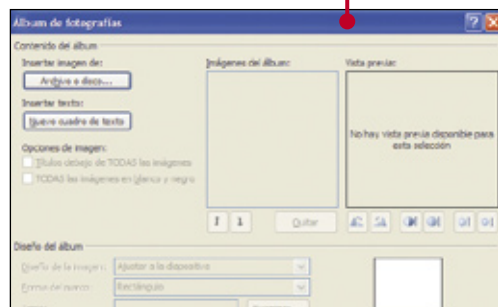 Álbum de fotografías
Contenido del álbum
Insertar imagen de:
Archivo o disco...
Insertar texto:
Nuevo cuadro de texto
Opciones de imagen:
Títulos debajo de TODAS las imágenes
TODAS las imágenes en blanco y negro
Imágenes del álbum:
Quitar
Vista previa:
No hay vista previa disponible para
esta selección
Diseño del álbum
Diseño de la imagen:
Ajustar a la diapositiva
Forma del marco:
Rectángulo